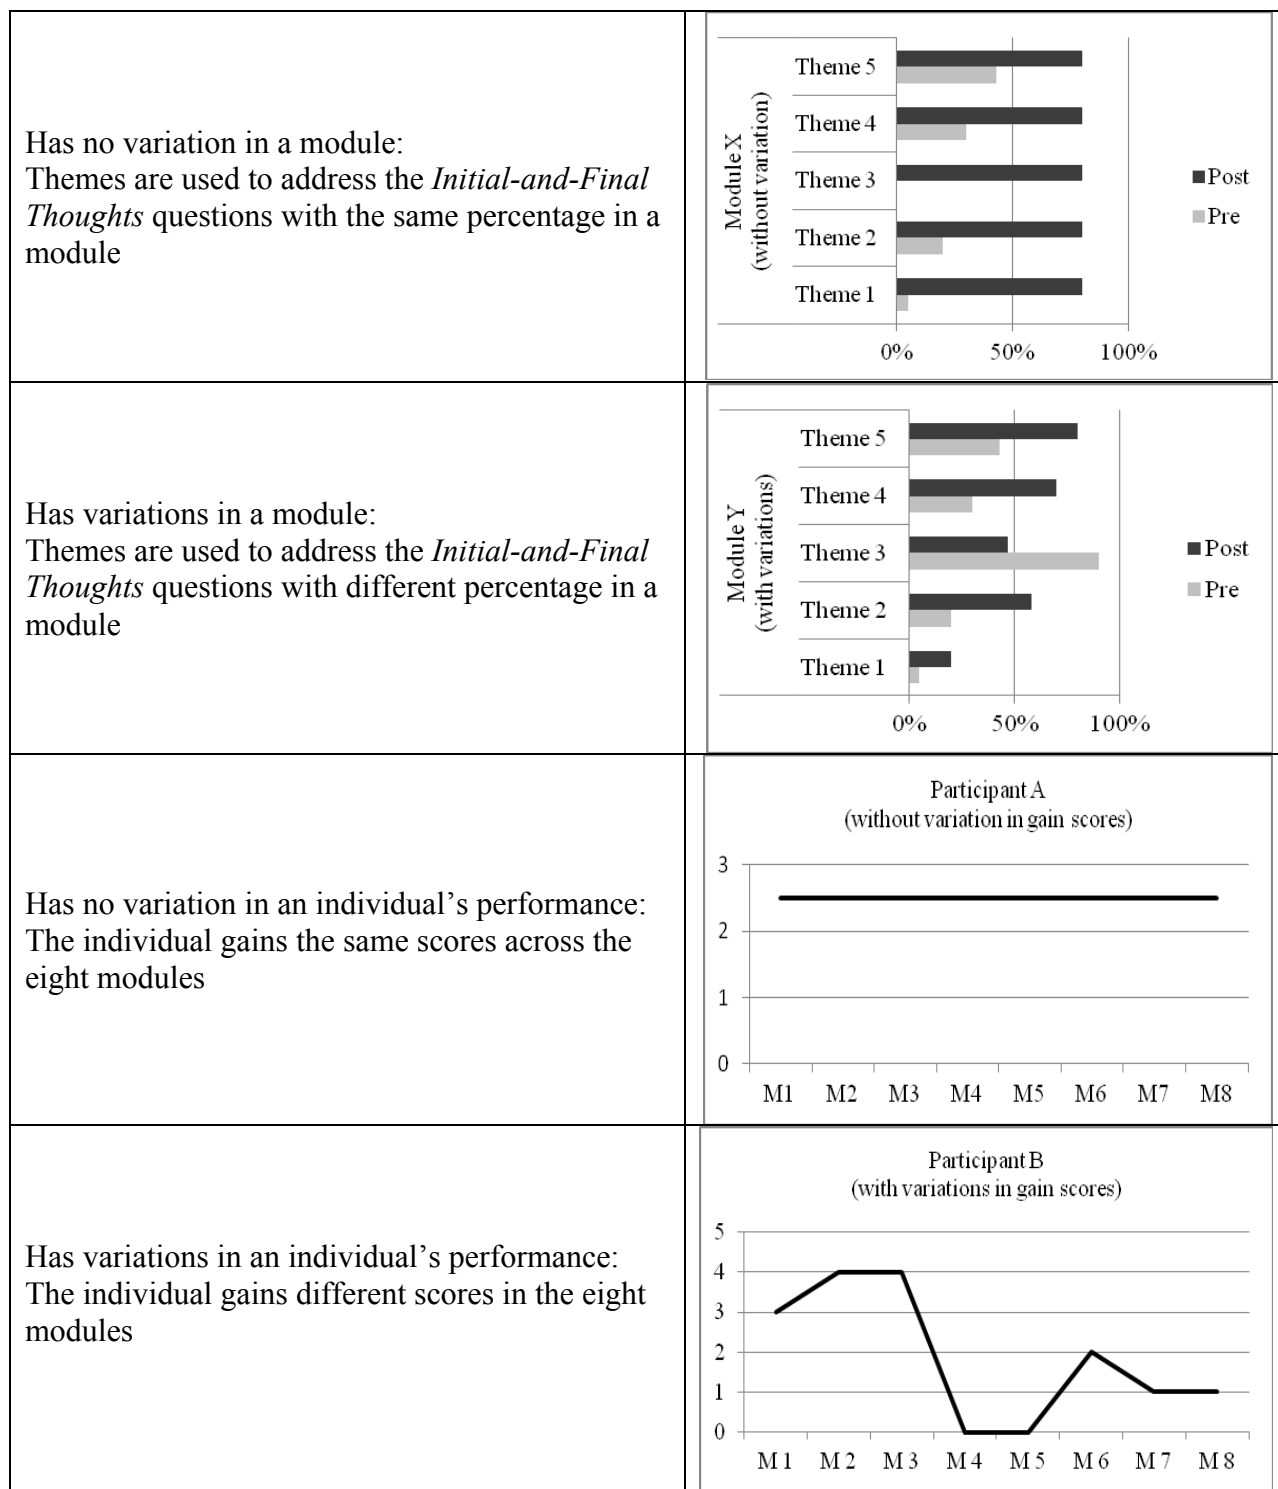 Has no variation in a module:
Themes are used to address the Initial-and-Final
Thoughts questions with the same percentage in a
module
Module X
(without variation)
Theme 5
Theme 4
Theme 3
Theme 2
Theme 1
0% 50% 100%
Post
Pre
Has variations in a module:
Themes are used to address the Initial-and-Final
Thoughts questions with different percentage in a
module
Module Y
(with variations)
Theme 5
Theme 4
Theme 3
Theme 2
Theme 1
0% 50% 100%
Post
Pre
Has no variation in an individual’s performance:
The individual gains the same scores across the
eight modules
Participant A
(without variation in gain scores)
3
2
1
0
M1 M2 M3 M4 M5 M6 M7 M8
Has variations in an individual’s performance:
The individual gains different scores in the eight
modules
Participant B
(with variations in gain scores)
5
4
3
2
1
0
M 1 M 2 M 3 M 4 M 5 M 6 M 7 M 8